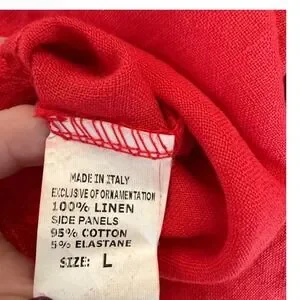 MADE IN ITALY
EXCLUSIVE OF ORNAMENTATION
100% LINEN
SIDE PANELS
95% COTTON
5% ELASTANE
SIZE: L